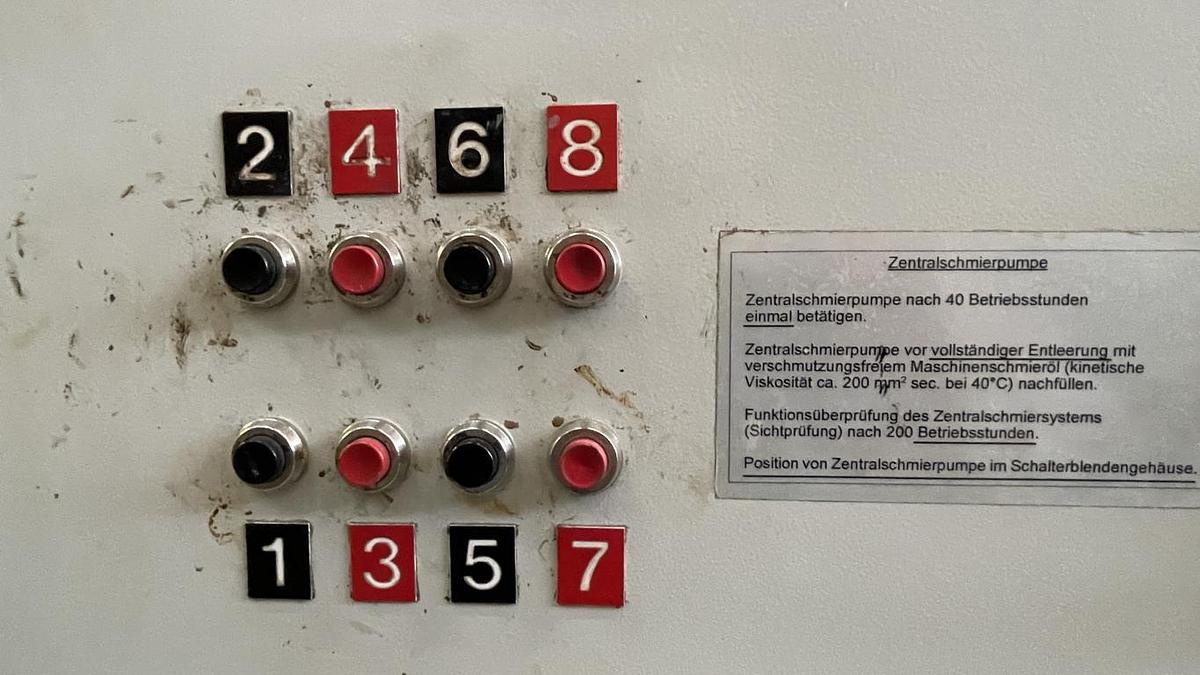 2 4 6 8
Zentralschmierpumpe
Zentralschmierpumpe nach 40 Betriebsstunden
einmal betätigen.
Zentralschmierpumpe vor vollständiger Entleerung mit
verschmutzungsfreiem Maschinenschmieröl (kinetische
Viskosität ca. 200 mm² sec. bei 40°C) nachfüllen.
Funktionsüberprüfung des Zentralschmiersystems
(Sichtprüfung) nach 200 Betriebsstunden.
Position von Zentralschmierpumpe im Schalterblendengehäuse.
1 3 5 7